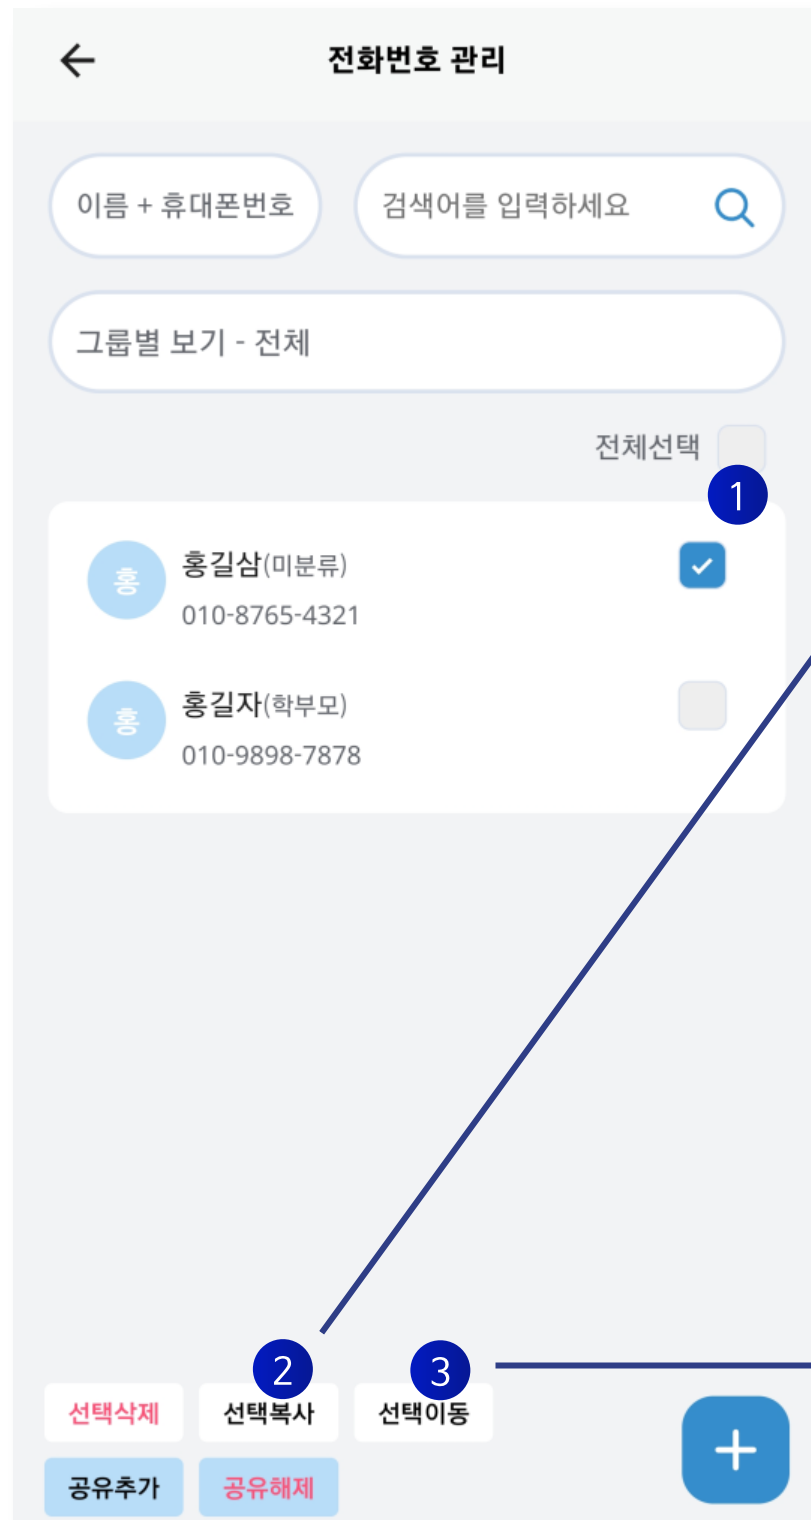 전화번호 관리
이름 + 휴대폰번호
검색어를 입력하세요
그룹별 보기 - 전체
전체선택
1
홍
홍길삼(미분류)
010-8765-4321
홍
홍길자(학부모)
010-9898-7878
2
3
선택삭제
선택복사
선택이동
공유추가
공유해제